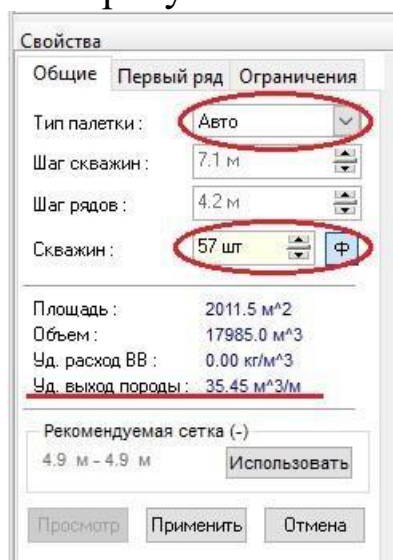 Свойства
Общие Первый ряд Ограничения
Тип палетки : Авто
Шаг скважин : 7.1 м
Шаг рядов : 4.2 м
Скважин : 57 шт Ф
Площадь : 2011.5 м^2
Объем : 17985.0 м^3
Уд. расход ВВ : 0.00 кг/м^3
Уд. выход породы : 35.45 м^3/м
Рекомендуемая сетка (-)
4.9 м - 4.9 м Использовать
Просмотр Применить Отмена